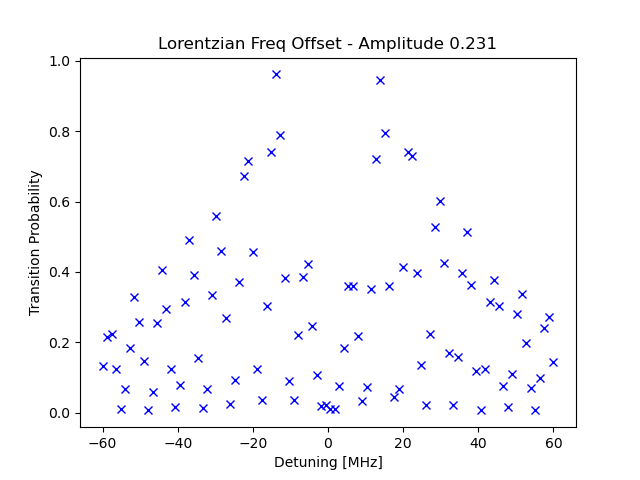 Lorentzian Freq Offset - Amplitude 0.231
1.0
0.8
0.6
0.4
0.2
0.0
Transition Probability
−60 −40 −20 0 20 40 60
Detuning [MHz]